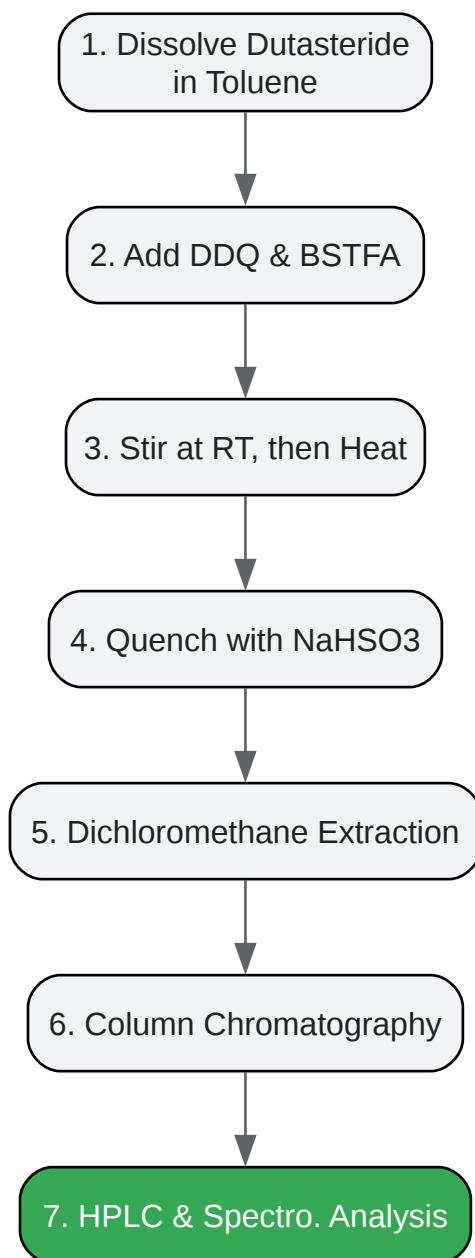 1. Dissolve Dutasteride
in Toluene
2. Add DDQ & BSTFA
3. Stir at RT, then Heat
4. Quench with NaHSO3
5. Dichloromethane Extraction
6. Column Chromatography
7. HPLC & Spectro. Analysis